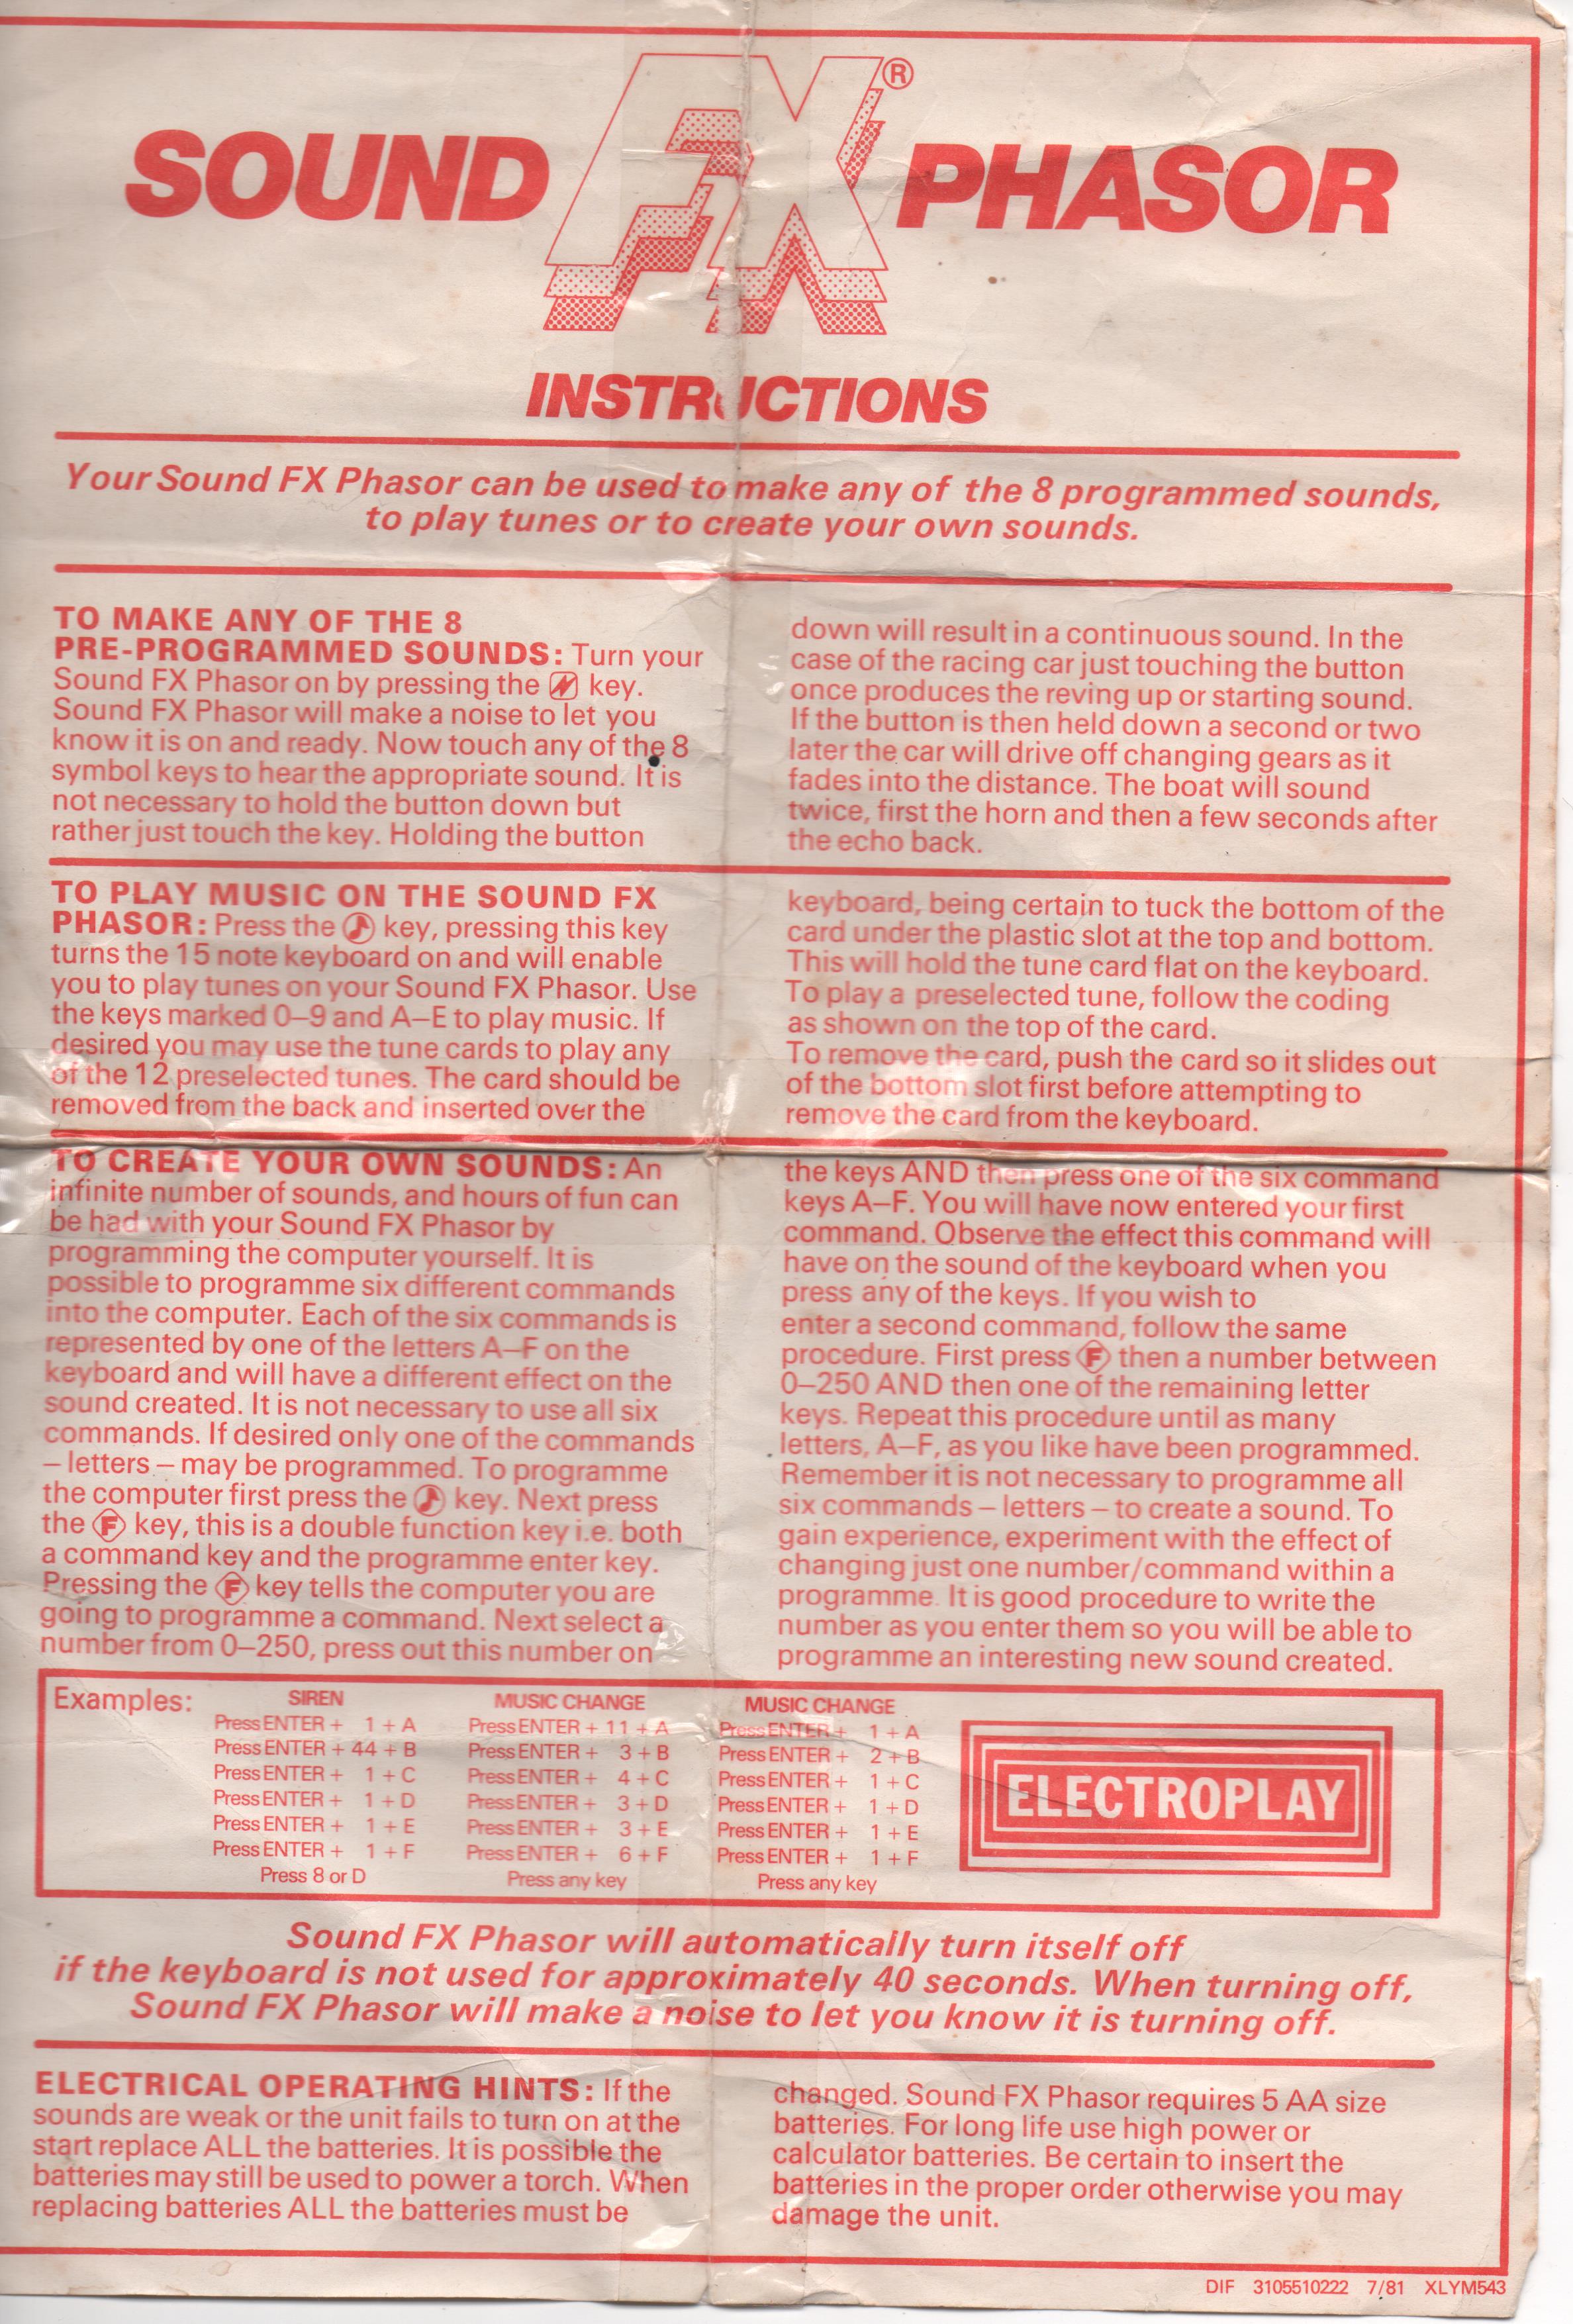 SOUND FX® PHASOR
INSTRUCTIONS
Your Sound FX Phasor can be used to make any of the 8 programmed sounds,
to play tunes or to create your own sounds.
TO MAKE ANY OF THE 8
PRE-PROGRAMMED SOUNDS: Turn your
Sound FX Phasor on by pressing the key.
Sound FX Phasor will make a noise to let you
know it is on and ready. Now touch any of the 8
symbol keys to hear the appropriate sound. It is
not necessary to hold the button down but
rather just touch the key. Holding the button
down will result in a continuous sound. In the
case of the racing car just touching the button
once produces the reving up or starting sound.
If the button is then held down a second or two
later the car will drive off changing gears as it
fades into the distance. The boat will sound
twice, first the horn and then a few seconds after
the echo back.
TO PLAY MUSIC ON THE SOUND FX
PHASOR: Press the ♪ key, pressing this key
turns the 15 note keyboard on and will enable
you to play tunes on your Sound FX Phasor. Use
the keys marked 0–9 and A–E to play music. If
desired you may use the tune cards to play any
of the 12 preselected tunes. The card should be
removed from the back and inserted over the
keyboard, being certain to tuck the bottom of the
card under the plastic slot at the top and bottom.
This will hold the tune card flat on the keyboard.
To play a preselected tune, follow the coding
as shown on the top of the card.
To remove the card, push the card so it slides out
of the bottom slot first before attempting to
remove the card from the keyboard.
TO CREATE YOUR OWN SOUNDS: An
infinite number of sounds, and hours of fun can
be had with your Sound FX Phasor by
programming the computer yourself. It is
possible to programme six different commands
into the computer. Each of the six commands is
represented by one of the letters A–F on the
keyboard and will have a different effect on the
sound created. It is not necessary to use all six
commands. If desired only one of the commands
– letters – may be programmed. To programme
the computer first press the ♪ key. Next press
the F key, this is a double function key i.e. both
a command key and the programme enter key.
Pressing the F key tells the computer you are
going to programme a command. Next select a
number from 0–250, press out this number on
the keys AND then press one of the six command
keys A–F. You will have now entered your first
command. Observe the effect this command will
have on the sound of the keyboard when you
press any of the keys. If you wish to
enter a second command, follow the same
procedure. First press F then a number between
0–250 AND then one of the remaining letter
keys. Repeat this procedure until as many
letters, A–F, as you like have been programmed.
Remember it is not necessary to programme all
six commands – letters – to create a sound. To
gain experience, experiment with the effect of
changing just one number/command within a
programme. It is good procedure to write the
number as you enter them so you will be able to
programme an interesting new sound created.
Examples:
SIREN
Press ENTER + 1 + A
Press ENTER + 44 + B
Press ENTER + 1 + C
Press ENTER + 1 + D
Press ENTER + 1 + E
Press ENTER + 1 + F
Press 8 or D
MUSIC CHANGE
Press ENTER + 11 + A
Press ENTER + 3 + B
Press ENTER + 4 + C
Press ENTER + 3 + D
Press ENTER + 3 + E
Press ENTER + 6 + F
Press any key
MUSIC CHANGE
Press ENTER + 1 + A
Press ENTER + 2 + B
Press ENTER + 1 + C
Press ENTER + 1 + D
Press ENTER + 1 + E
Press ENTER + 1 + F
Press any key
ELECTROPLAY
Sound FX Phasor will automatically turn itself off
if the keyboard is not used for approximately 40 seconds. When turning off,
Sound FX Phasor will make a noise to let you know it is turning off.
ELECTRICAL OPERATING HINTS: If the
sounds are weak or the unit fails to turn on at the
start replace ALL the batteries. It is possible the
batteries may still be used to power a torch. When
replacing batteries ALL the batteries must be
changed. Sound FX Phasor requires 5 AA size
batteries. For long life use high power or
calculator batteries. Be certain to insert the
batteries in the proper order otherwise you may
damage the unit.
DIF 3105510222 7/81 XLYM543